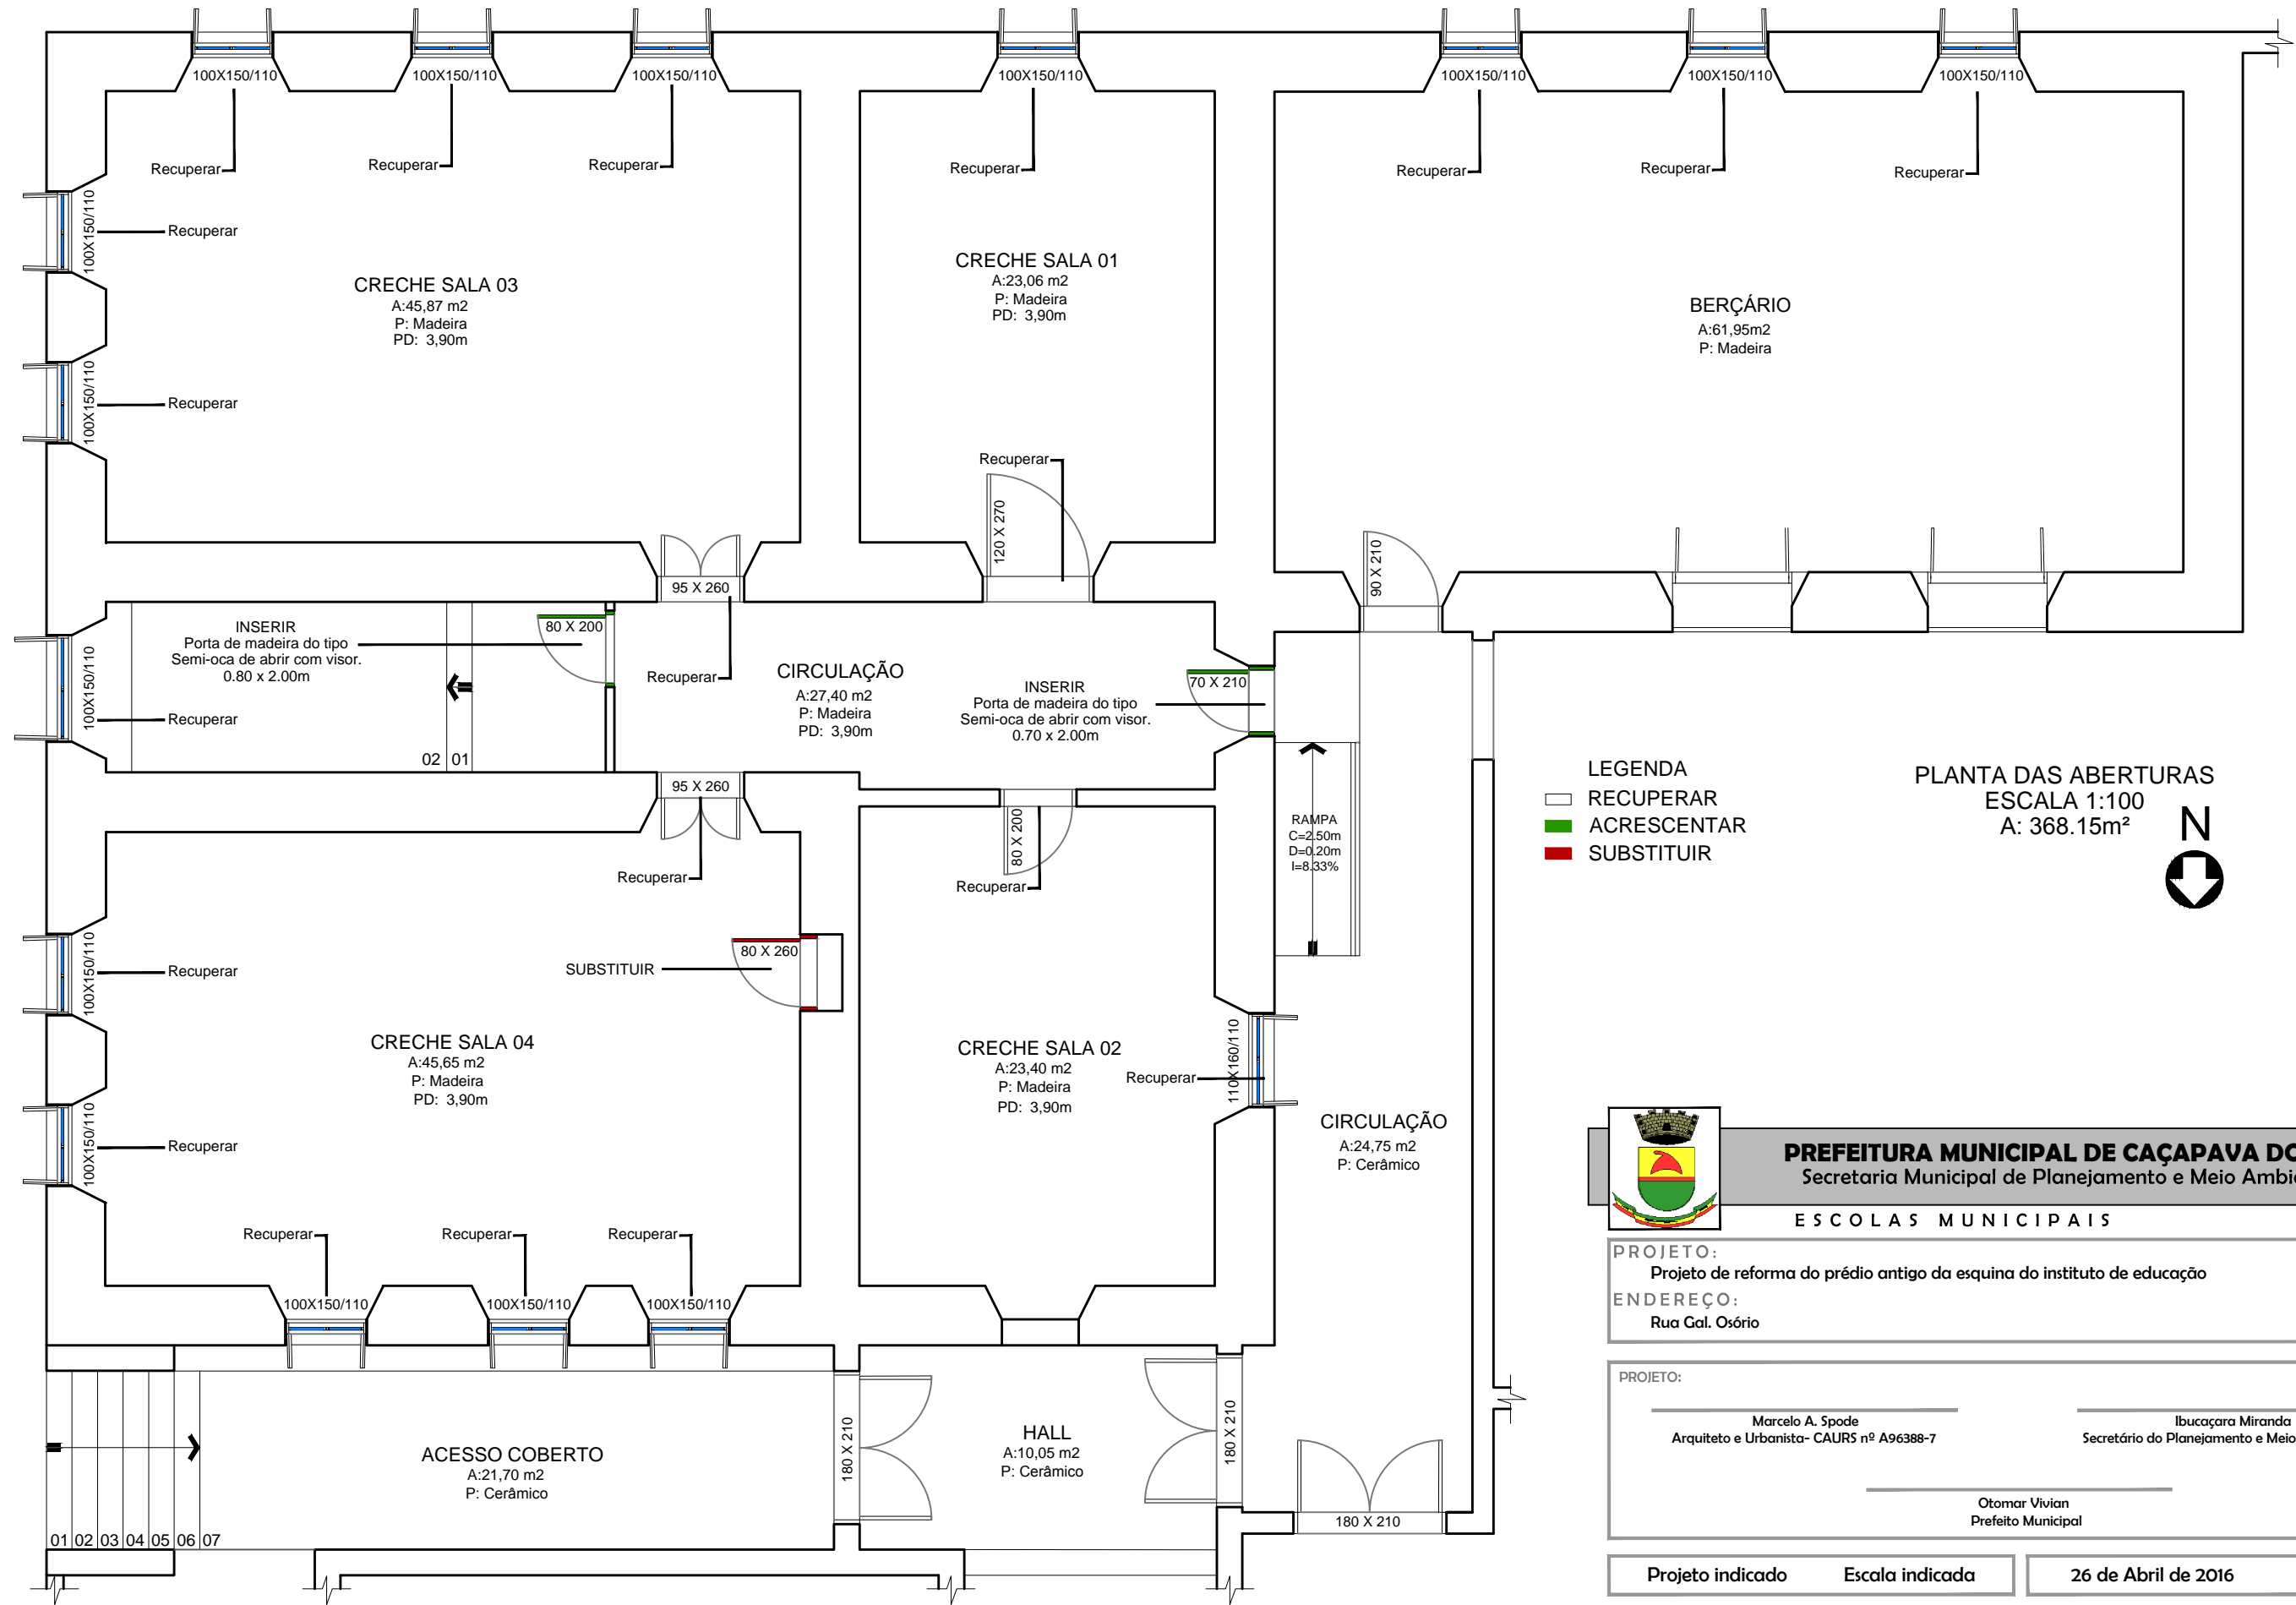 100X150/110
100X150/110
100X150/110
100X150/110
100X150/110
100X150/110
100X150/110
Recuperar
Recuperar
Recuperar
Recuperar
Recuperar
Recuperar
Recuperar
100X150/110
Recuperar
100X150/110
Recuperar
CRECHE SALA 03
A:45,87 m2
P: Madeira
PD: 3,90m
CRECHE SALA 01
A:23,06 m2
P: Madeira
PD: 3,90m
BERÇÁRIO
A:61,95m2
P: Madeira
Recuperar
120 X 270
90 X 210
95 X 260
Recuperar
INSERIR
Porta de madeira do tipo
Semi-oca de abrir com visor.
0.80 x 2.00m
80 X 200
100X150/110
Recuperar
02 01
CIRCULAÇÃO
A:27,40 m2
P: Madeira
PD: 3,90m
INSERIR
Porta de madeira do tipo
Semi-oca de abrir com visor.
0.70 x 2.00m
70 X 210
95 X 260
Recuperar
80 X 200
Recuperar
RAMPA
C=2.50m
D=0.20m
I=8.33%
LEGENDA
RECUPERAR
ACRESCENTAR
SUBSTITUIR
PLANTA DAS ABERTURAS
ESCALA 1:100
A: 368.15m²
N
100X150/110
Recuperar
SUBSTITUIR
80 X 260
CRECHE SALA 04
A:45,65 m2
P: Madeira
PD: 3,90m
100X150/110
Recuperar
CRECHE SALA 02
A:23,40 m2
P: Madeira
PD: 3,90m
Recuperar
110X160/110
CIRCULAÇÃO
A:24,75 m2
P: Cerâmico
Recuperar
Recuperar
Recuperar
100X150/110
100X150/110
100X150/110
ACESSO COBERTO
A:21,70 m2
P: Cerâmico
01 02 03 04 05 06 07
180 X 210
HALL
A:10,05 m2
P: Cerâmico
180 X 210
180 X 210
PREFEITURA MUNICIPAL DE CAÇAPAVA DO
Secretaria Municipal de Planejamento e Meio Ambi
ESCOLAS MUNICIPAIS
PROJETO:
Projeto de reforma do prédio antigo da esquina do instituto de educação
ENDEREÇO:
Rua Gal. Osório
PROJETO:
Marcelo A. Spode
Arquiteto e Urbanista- CAURS nº A96388-7
Ibucaçara Miranda
Secretário do Planejamento e Meio
Otomar Vivian
Prefeito Municipal
Projeto indicado
Escala indicada
26 de Abril de 2016